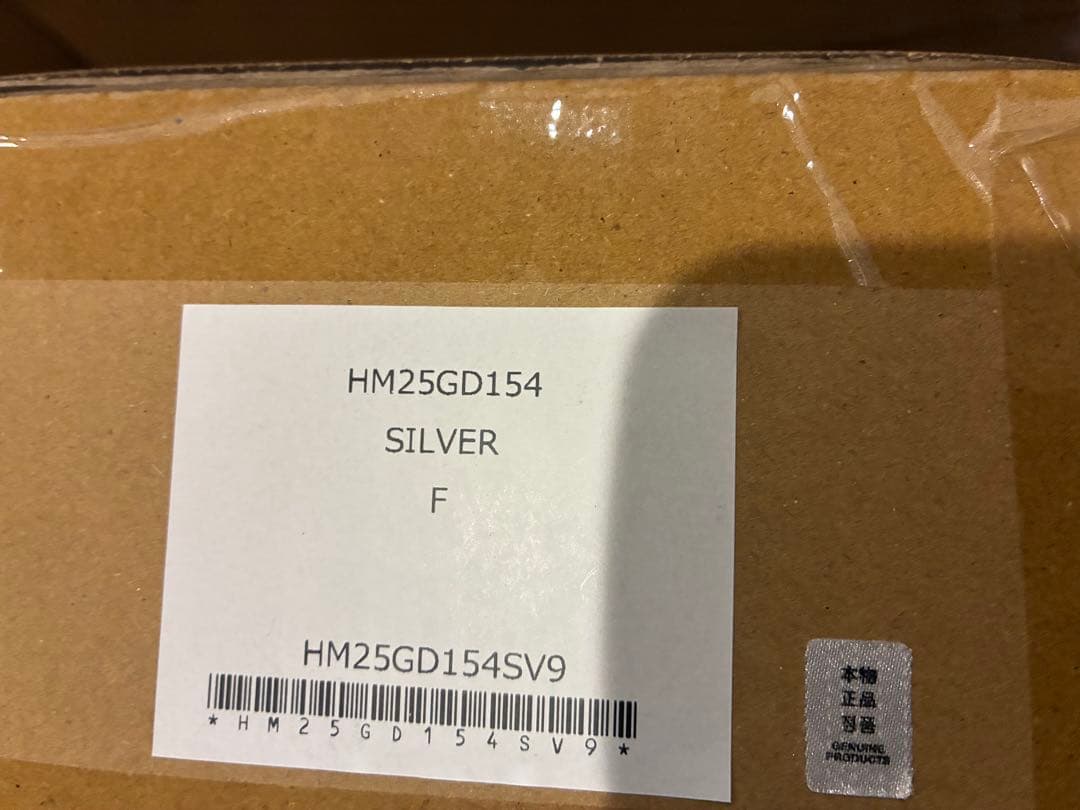 HM25GD154
SILVER
F
HM25GD154SV9
*HM25GD154SV9*
本物
正品
정품
GENUINE
PRODUCTS